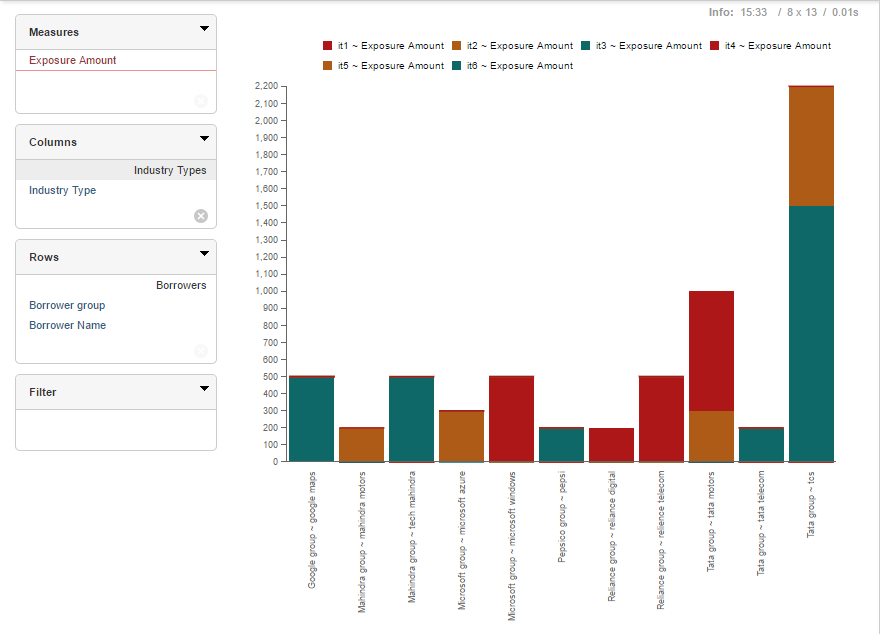 Info: 15:33 / 8 x 13 / 0.01s
Measures
Exposure Amount
Columns
Industry Types
Industry Type
Rows
Borrowers
Borrower group
Borrower Name
Filter
it1 ~ Exposure Amount it2 ~ Exposure Amount it3 ~ Exposure Amount it4 ~ Exposure Amount
it5 ~ Exposure Amount it6 ~ Exposure Amount
2,200
2,100
2,000
1,900
1,800
1,700
1,600
1,500
1,400
1,300
1,200
1,100
1,000
900
800
700
600
500
400
300
200
100
0
Google group ~ google maps
Mahindra group ~ mahindra motors
Mahindra group ~ tech mahindra
Microsoft group ~ microsoft azure
Microsoft group ~ microsoft windows
Pepsico group ~ pepsi
Reliance group ~ reliance digital
Reliance group ~ relience telecom
Tata group ~ tata motors
Tata group ~ tata telecom
Tata group ~ tcs